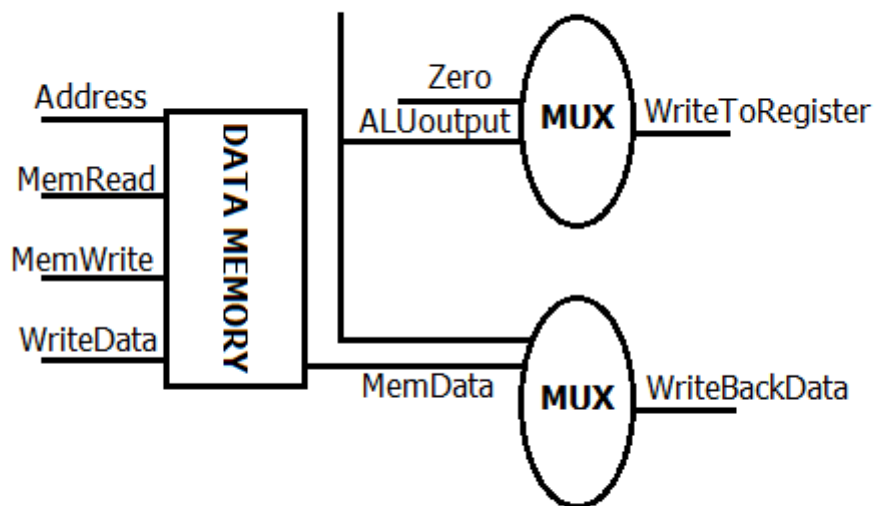 Zero
Address
ALUoutput
MUX
WriteToRegister
MemRead
DATA MEMORY
MemWrite
WriteData
MemData
MUX
WriteBackData